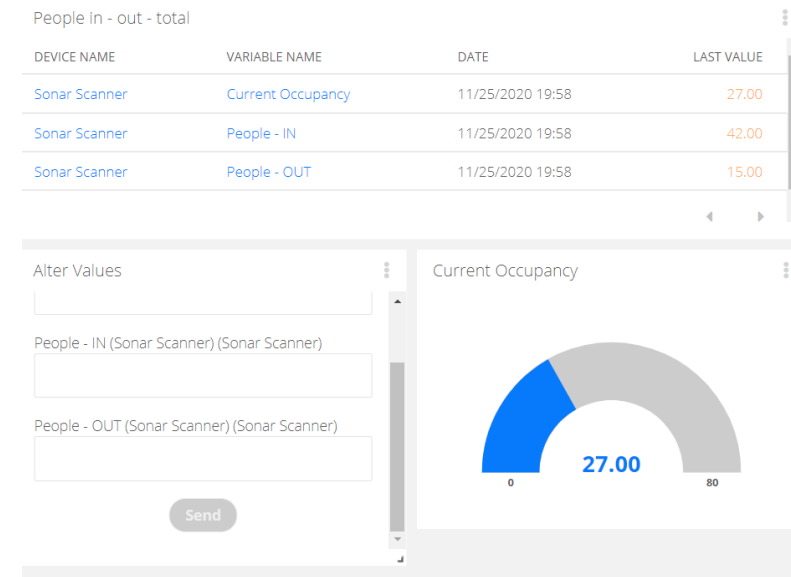 People in - out - total
DEVICE NAME VARIABLE NAME DATE LAST VALUE
Sonar Scanner Current Occupancy 11/25/2020 19:58 27.00
Sonar Scanner People - IN 11/25/2020 19:58 42.00
Sonar Scanner People - OUT 11/25/2020 19:58 15.00
Alter Values
People - IN (Sonar Scanner) (Sonar Scanner)
People - OUT (Sonar Scanner) (Sonar Scanner)
Send
Current Occupancy
27.00
0 80